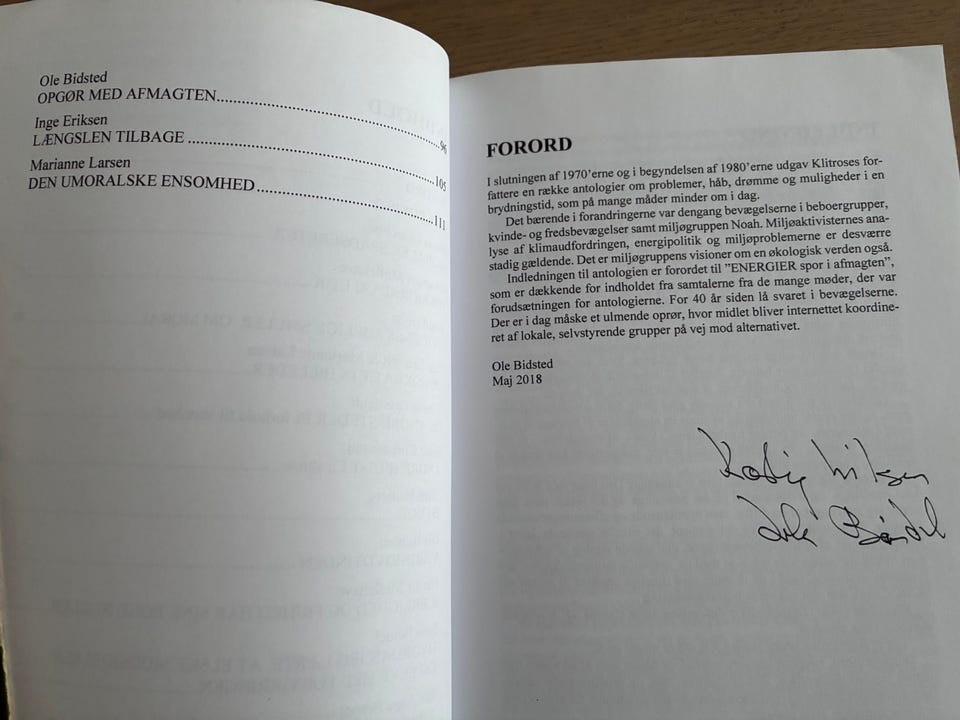 Ole Bidsted
OPGØR MED AFMAGTEN.......................................96
Inge Eriksen
LÆNGSLEN TILBAGE ..........................................105
Marianne Larsen
DEN UMORALSKE ENSOMHED..............................111
FORORD
I slutningen af 1970'erne og i begyndelsen af 1980'erne udgav Klitroses for-
fattere en række antologier om problemer, håb, drømme og muligheder i en
brydningstid, som på mange måder minder om i dag.
Det bærende i forandringerne var dengang bevægelserne i beboergrupper,
kvinde- og fredsbevægelser samt miljøgruppen Noah. Miljøaktivisternes ana-
lyse af klimaudfordringen, energipolitik og miljøproblemerne er desværre
stadig gældende. Det er miljøgruppens visioner om en økologisk verden også.
Indledningen til antologien er forordet til "ENERGIER spor i afmagten",
som er dækkende for indholdet fra samtalerne fra de mange møder, der var
forudsætningen for antologierne. For 40 år siden lå svaret i bevægelserne.
Der er i dag måske et ulmende oprør, hvor midlet bliver internettet koordine-
ret af lokale, selvstyrende grupper på vej mod alternativet.
Ole Bidsted
Maj 2018